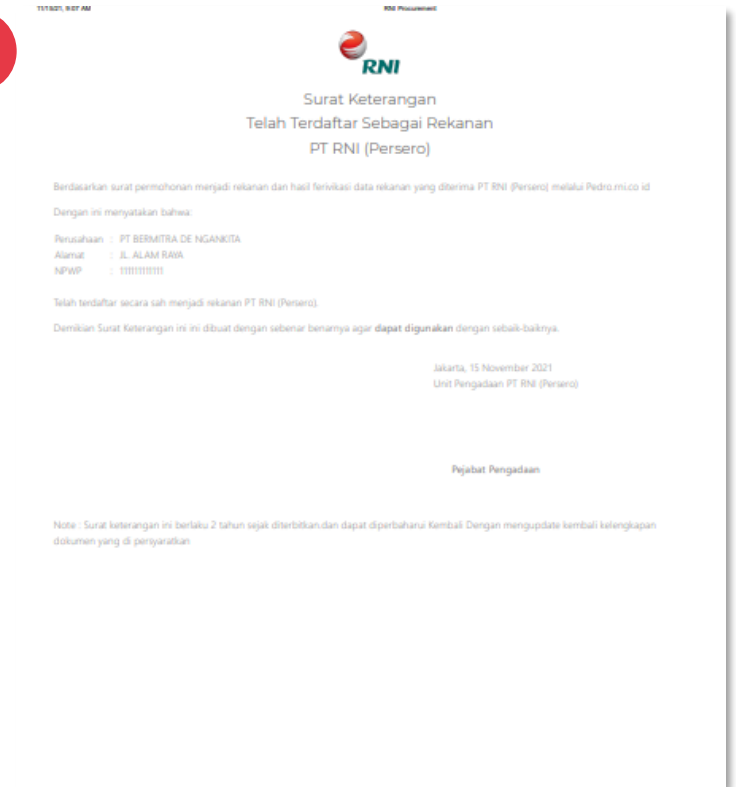 11/15/21, 9:07 AM
RNI Procurement
RNI
Surat Keterangan
Telah Terdaftar Sebagai Rekanan
PT RNI (Persero)
Berdasarkan surat permohonan menjadi rekanan dan hasil ferivikasi data rekanan yang diterima PT RNI (Persero) melalui Pedro.rni.co id
Dengan ini menyatakan bahwa:
Perusahaan : PT BERMITRA DE NGANKITA
Alamat : JL. ALAM RAYA
NPWP :
Telah terdaftar secara sah menjadi rekanan PT RNI (Persero).
Demikian Surat Keterangan ini ini dibuat dengan sebenar benarnya agar dapat digunakan dengan sebaik-baiknya.
Jakarta, 15 November 2021
Unit Pengadaan PT RNI (Persero)
Pejabat Pengadaan
Note : Surat keterangan ini berlaku 2 tahun sejak diterbitkan.dan dapat diperbaharui Kembali Dengan mengupdate kembali kelengkapan
dokumen yang di persyaratkan